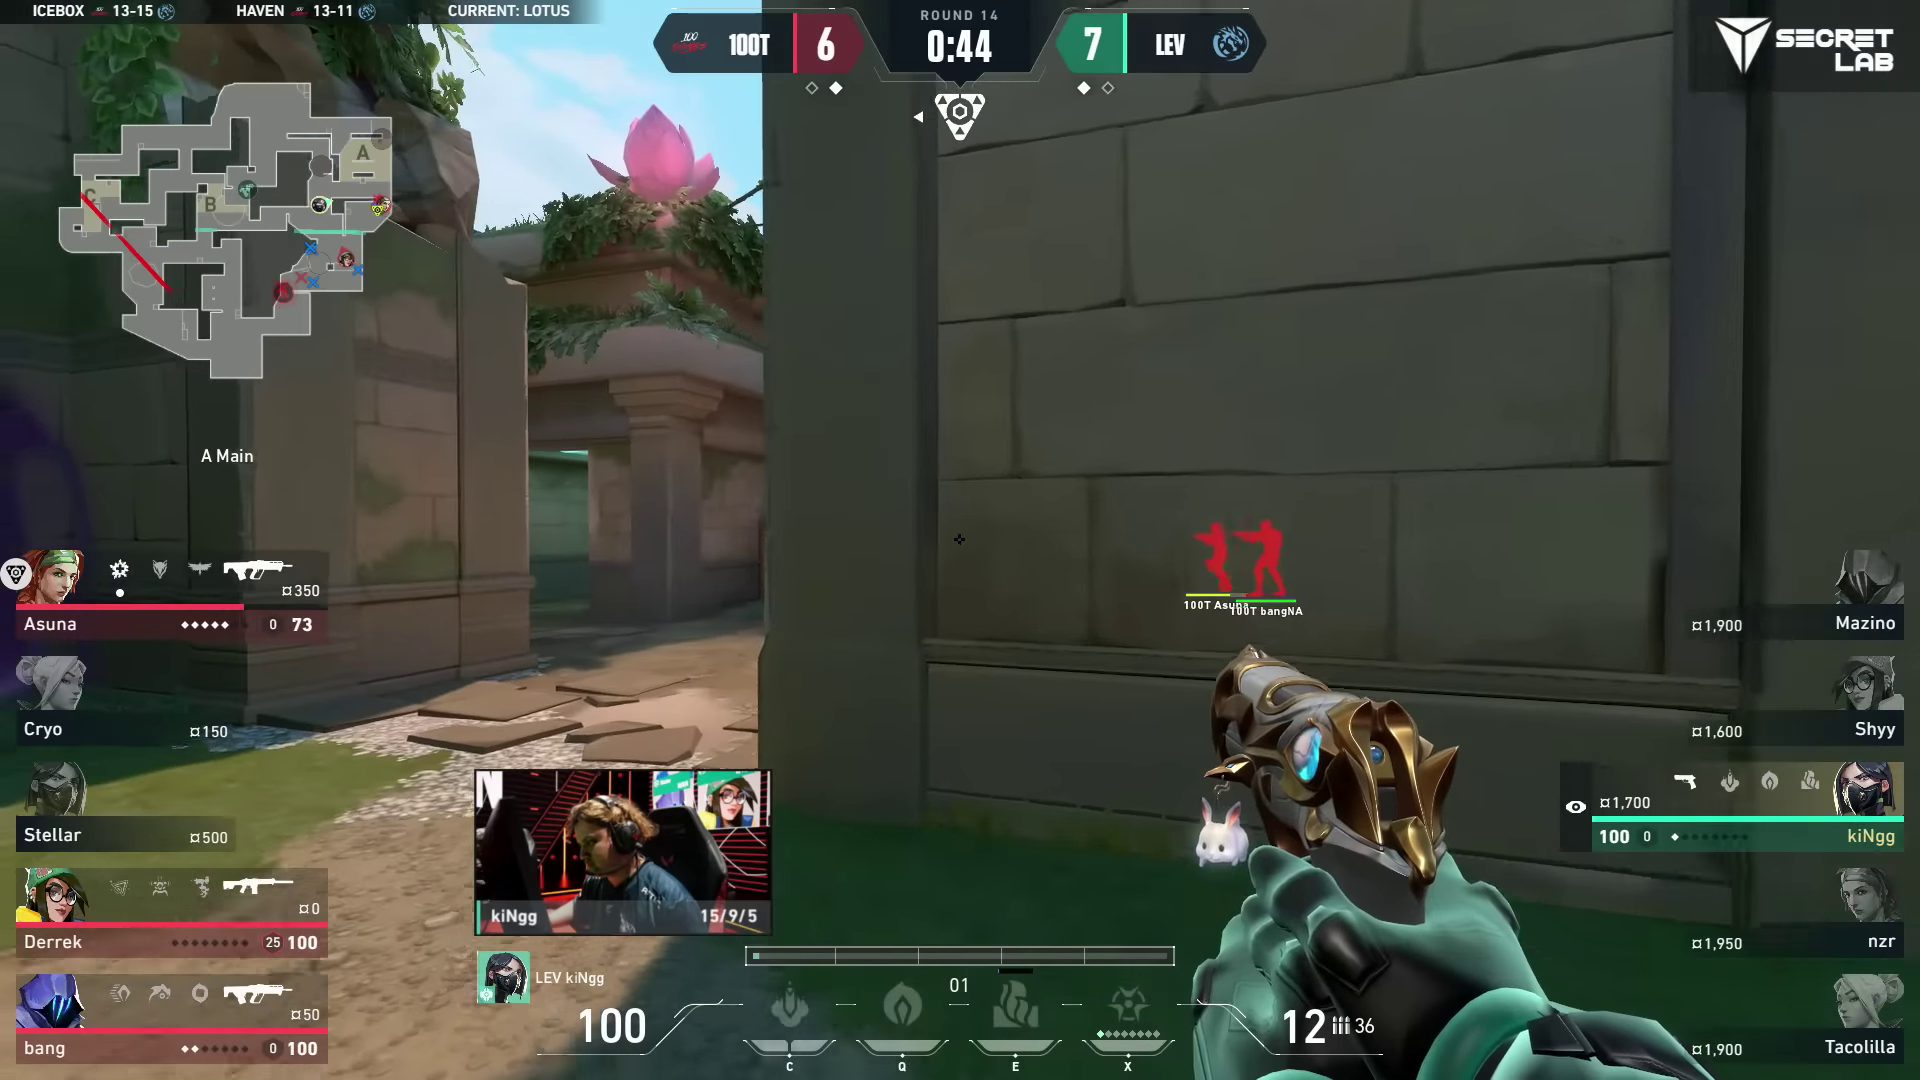 ICEBOX 13-15 HAVEN 13-11 CURRENT: LOTUS
100T 6 ROUND 14 0:44 7 LEV
SECRET LAB
A
B
C
A Main
100T Asuna
100T bangNA
¤350
Asuna 0 73
Cryo ¤150
Stellar ¤500
¤0
Derrek 25 100
¤50
bang 0 100
¤1,900 Mazino
¤1,600 Shyy
¤1,700
100 0 kiNgg
¤1,950 nzr
¤1,900 Tacolilla
kiNgg 15/9/5
LEV kiNgg
100
01
12 36
C Q E X